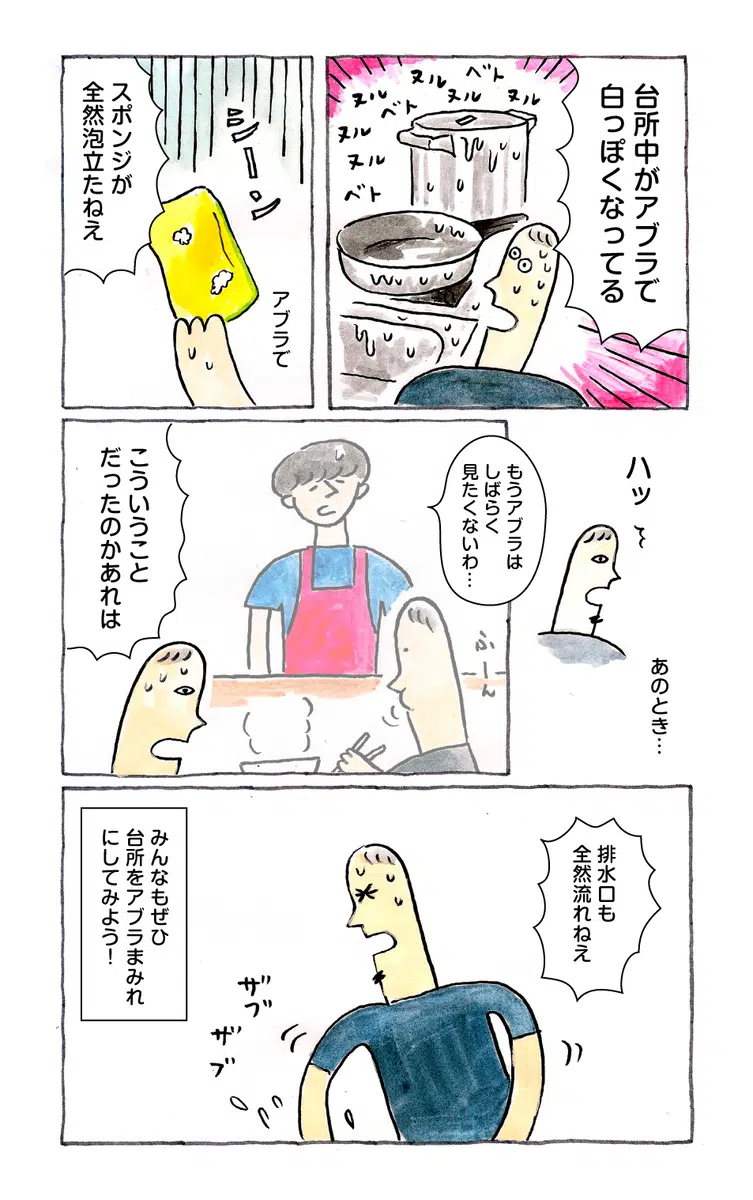 台所中がアブラで
白っぽくなってる
ベト
ヌル
ヌル
ヌル
ベト
ヌル
ヌル
ヌル
ベト
スポンジが
全然泡立たねえ
シーン
アブラで
ハッ
あのとき…
もうアブラは
しばらく
見たくないわ…
ふーん
こういうこと
だったのかあれは
排水口も
全然流れねえ
ザブ
ザブ
みんなもぜひ
台所をアブラまみれ
にしてみよう！